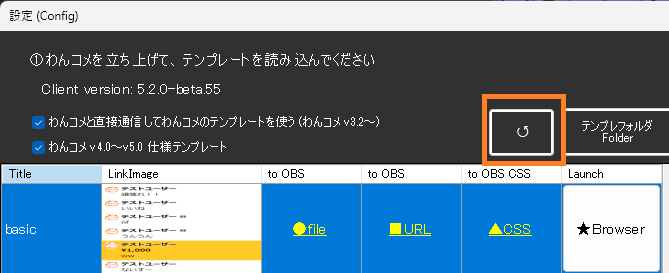 設定 (Config)
①わんコメを立ち上げて、テンプレートを読み込んでください
Client version: 5.2.0-beta.55
わんコメと直接通信してわんコメのテンプレートを使う(わんコメv3.2～)
わんコメv4.0～v5.0 仕様テンプレート
↺
テンプレフォルダ
Folder
Title LinkImage to OBS to OBS to OBS CSS Launch
テストユーザー
頑張れ！！
テストユーザー
いいね
テストユーザー
nf
テストユーザー
うんうん
テストユーザー
¥1,000
ww
テストユーザー
ないすー
basic ●file ■URL ▲CSS ★Browser